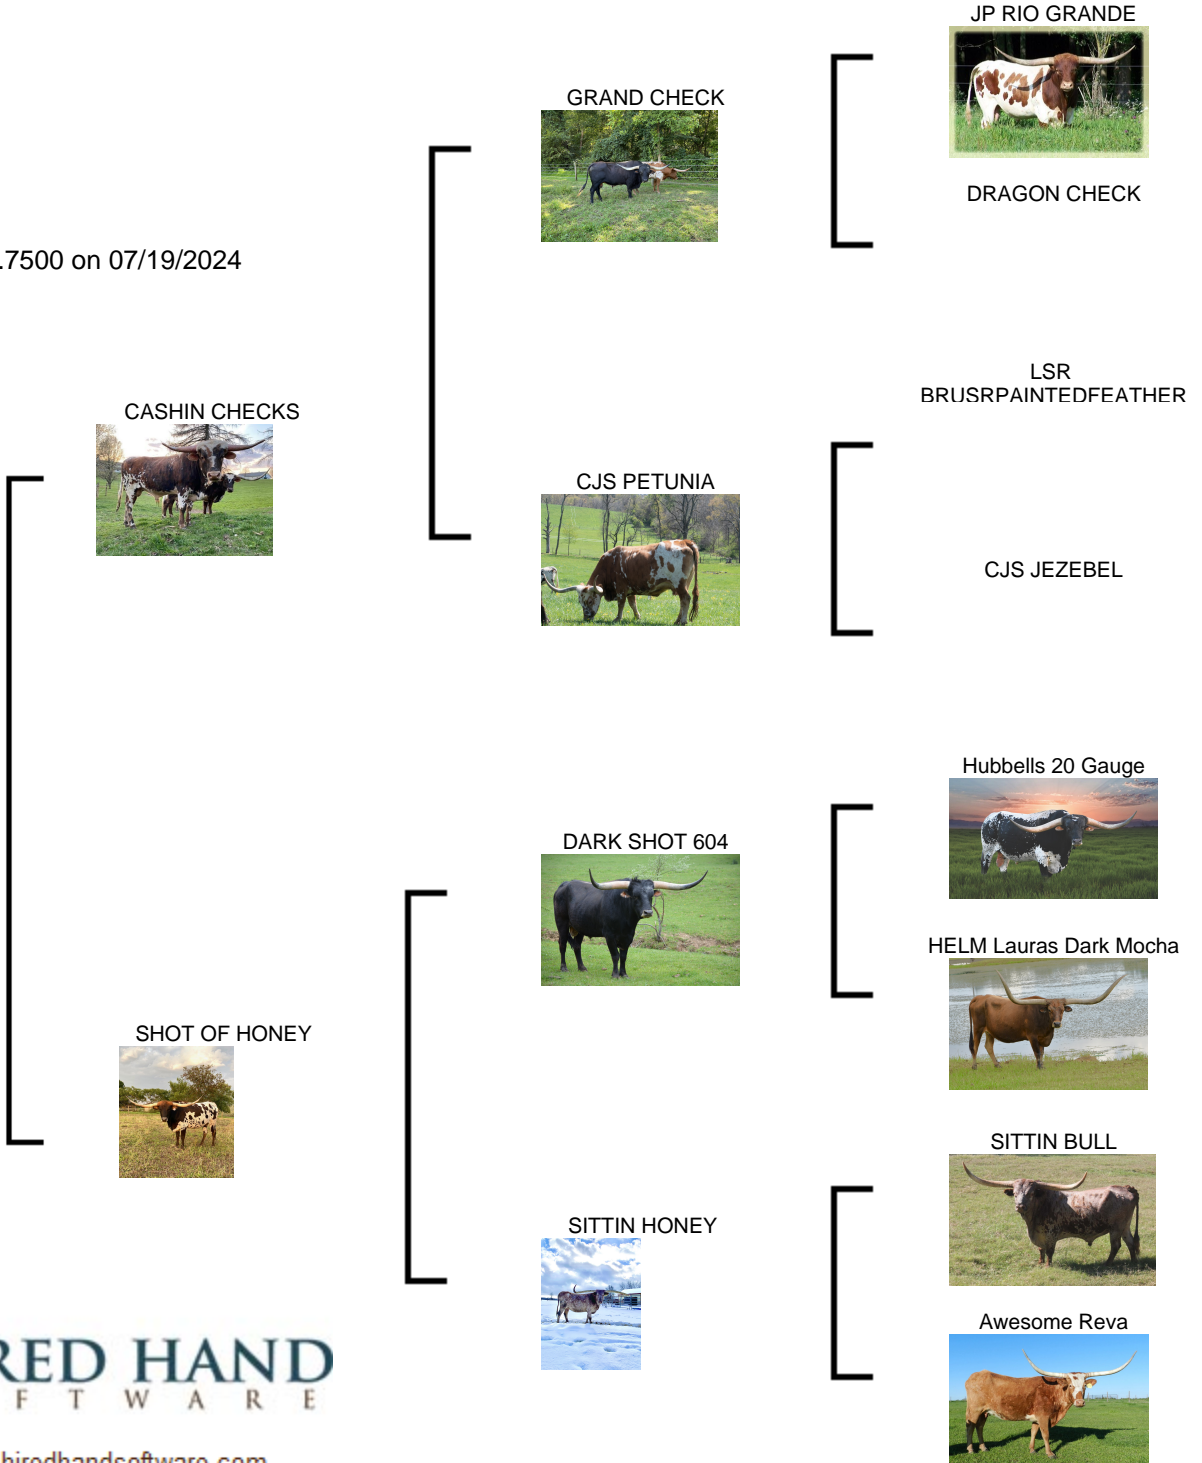 JP RIO GRANDE
GRAND CHECK
DRAGON CHECK
.7500 on 07/19/2024
LSR
BRUSRPAINTEDFEATHER
CASHIN CHECKS
CJS PETUNIA
CJS JEZEBEL
Hubbells 20 Gauge
DARK SHOT 604
HELM Lauras Dark Mocha
SHOT OF HONEY
SITTIN BULL
SITTIN HONEY
Awesome Reva
RED HAND
F T W A R E
hiredhandsoftware.com